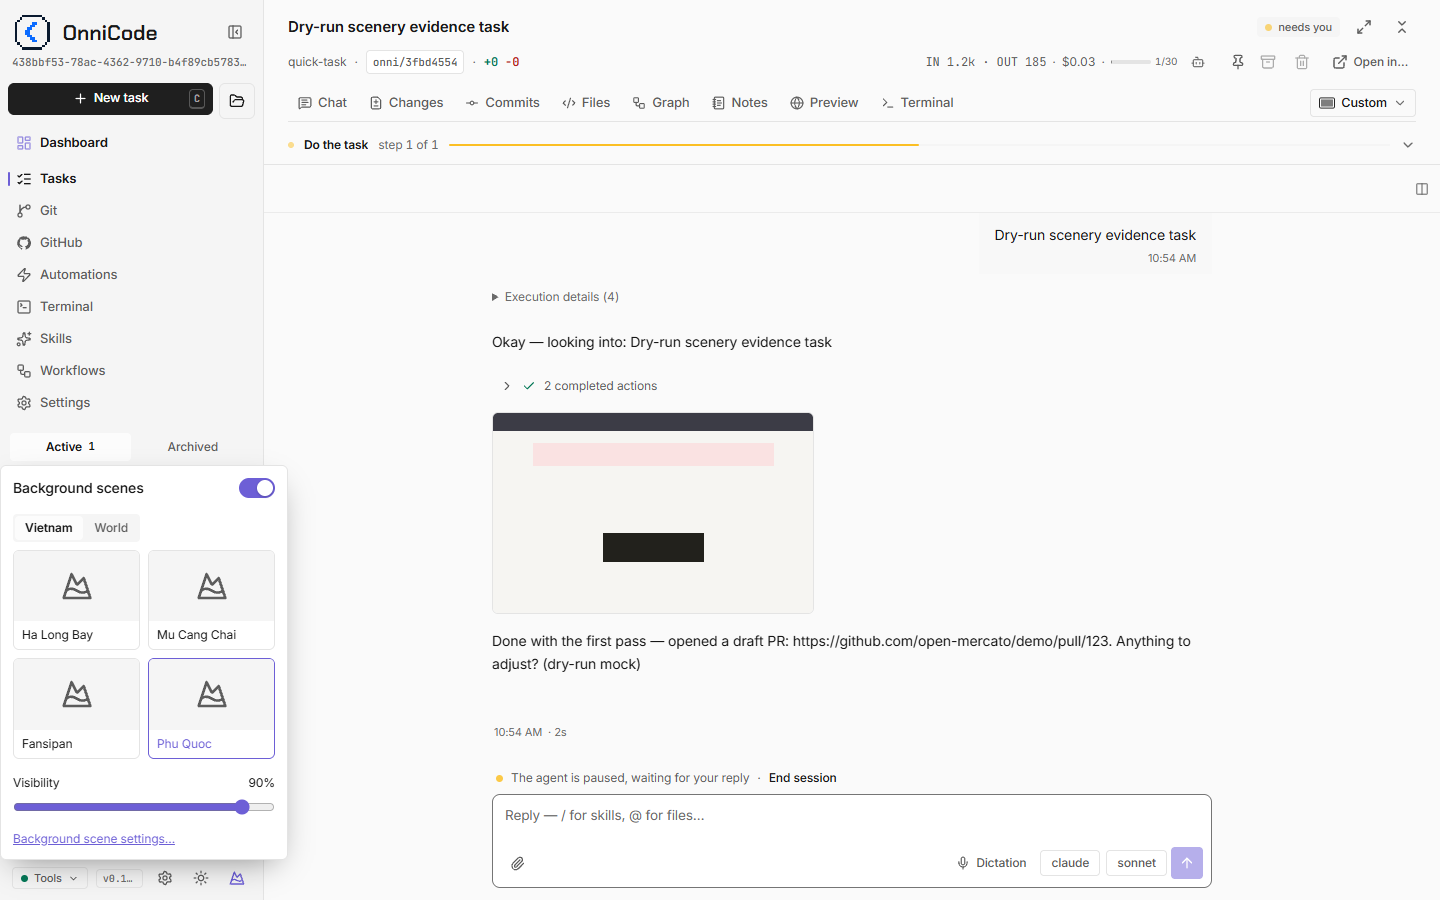 OnniCode
438bbf53-78ac-4362-9710-b4f89cb5783...
New task
C
Dashboard
Tasks
Git
GitHub
Automations
Terminal
Skills
Workflows
Settings
Active 1
Archived
Background scenes
Vietnam
World
Ha Long Bay
Mu Cang Chai
Fansipan
Phu Quoc
Visibility
90%
Background scene settings...
Tools
v0.1...
Dry-run scenery evidence task
needs you
quick-task · onni/3fbd4554 · +0 -0
IN 1.2k · OUT 185 · $0.03 · 1/30
Open in...
Chat
Changes
Commits
Files
Graph
Notes
Preview
Terminal
Custom
Do the task step 1 of 1
Dry-run scenery evidence task
10:54 AM
Execution details (4)
Okay — looking into: Dry-run scenery evidence task
2 completed actions
Done with the first pass — opened a draft PR: https://github.com/open-mercato/demo/pull/123. Anything to
adjust? (dry-run mock)
10:54 AM · 2s
The agent is paused, waiting for your reply · End session
Reply — / for skills, @ for files...
Dictation
claude
sonnet